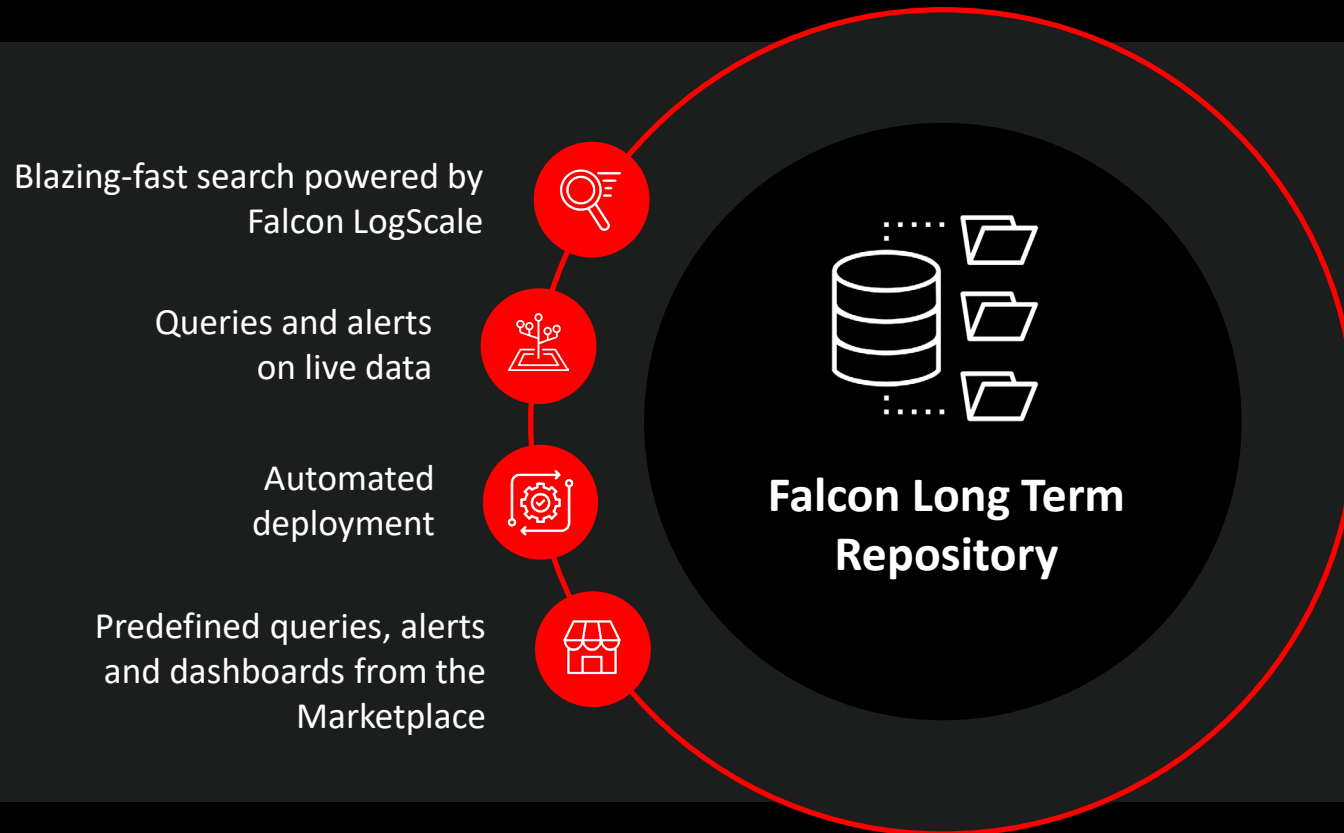 Blazing-fast search powered by
Falcon LogScale
Queries and alerts
on live data
Automated
deployment
Predefined queries, alerts
and dashboards from the
Marketplace
Falcon Long Term
Repository